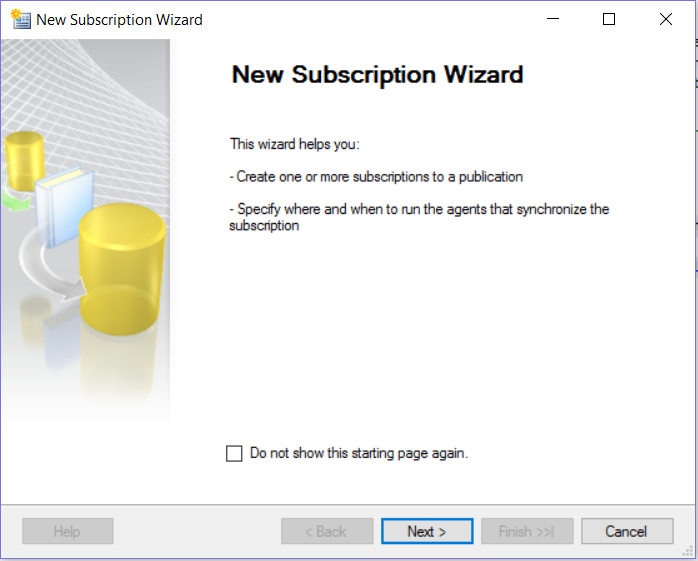 New Subscription Wizard
New Subscription Wizard
This wizard helps you:
- Create one or more subscriptions to a publication
- Specify where and when to run the agents that synchronize the
subscription
Do not show this starting page again.
Help
< Back
Next >
Finish >>|
Cancel